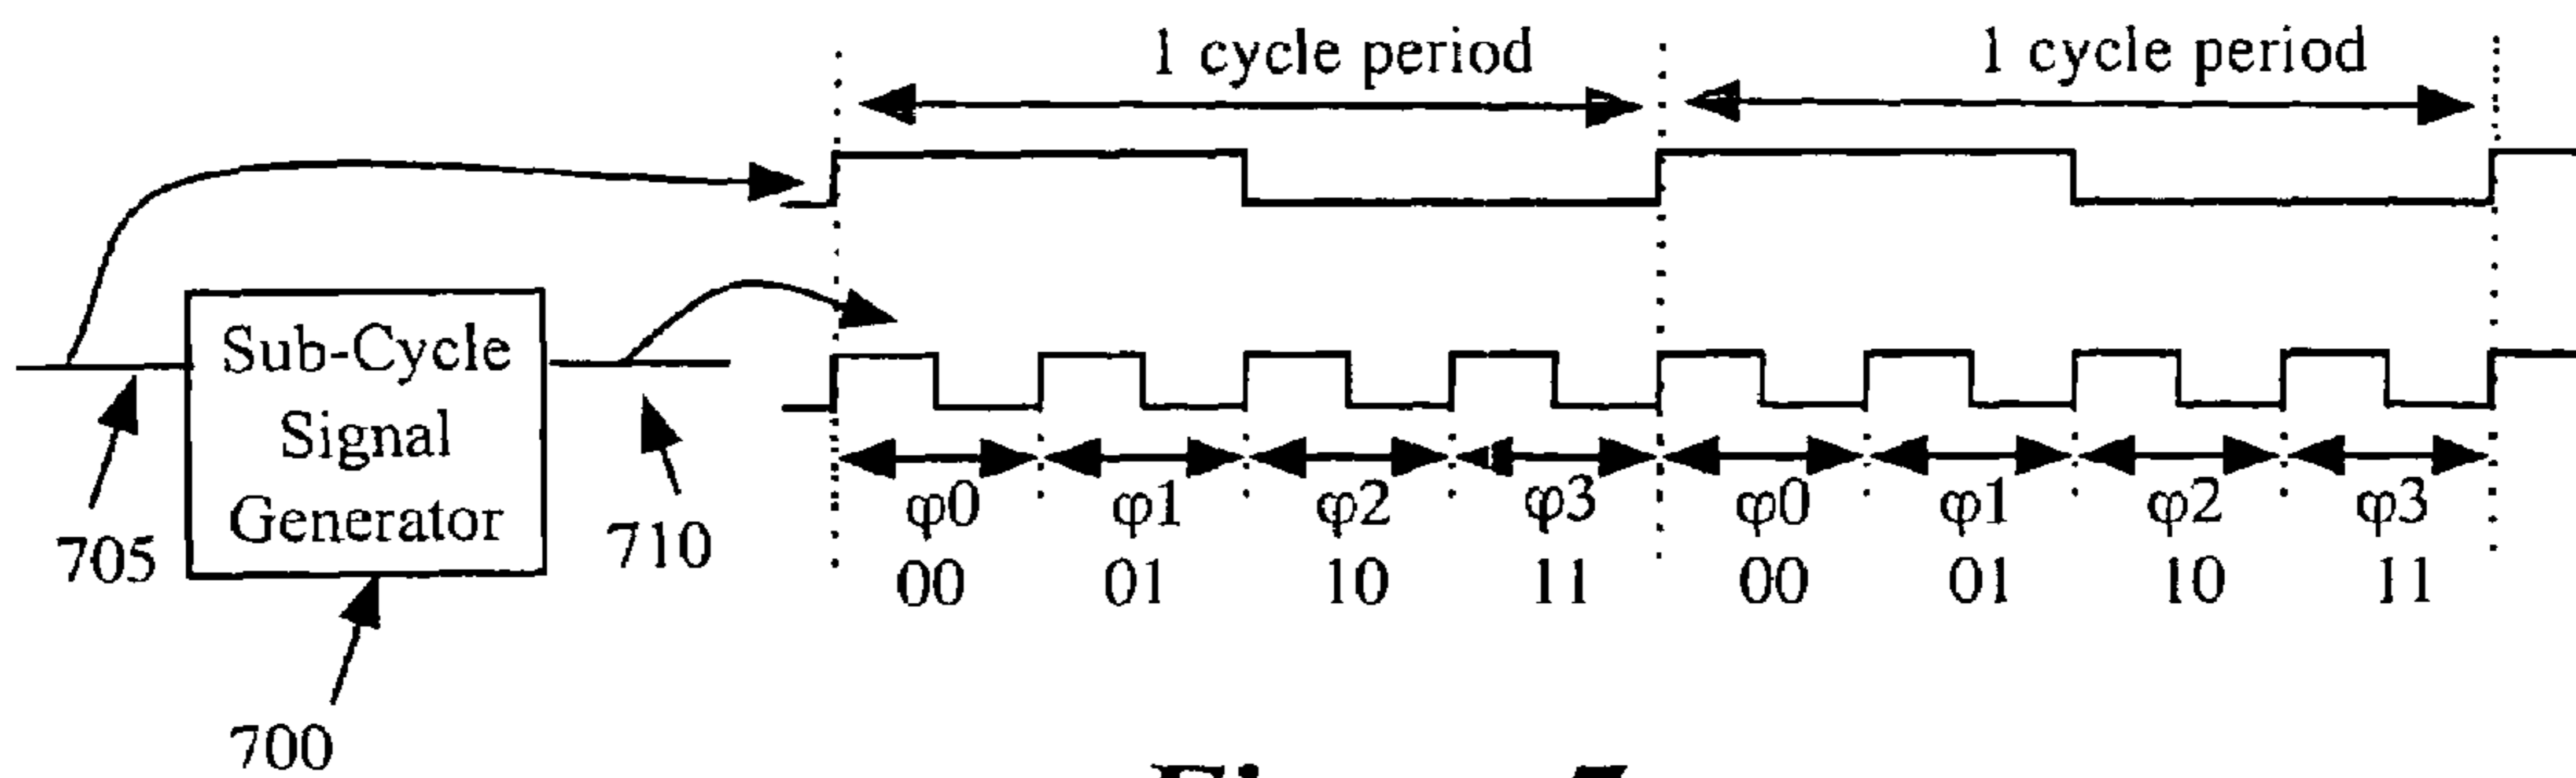 1 cycle period 1 cycle period
Sub-Cycle
Signal
Generator
705
710
700
φ0 φ1 φ2 φ3 φ0 φ1 φ2 φ3
00 01 10 11 00 01 10 11